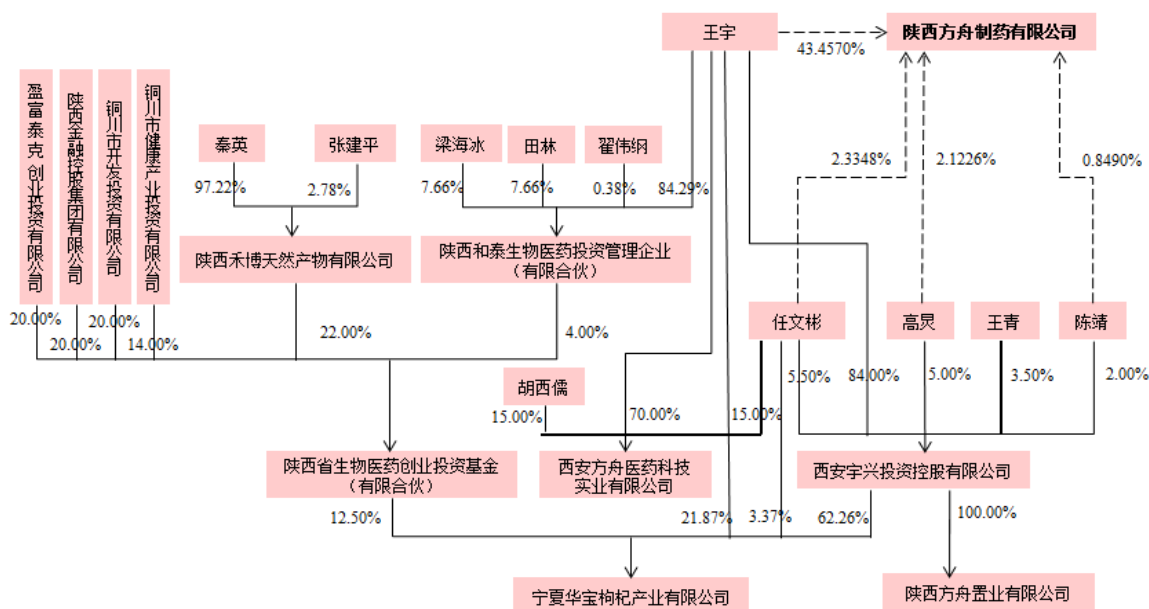 王宇
陕西方舟制药有限公司
43.4570%
盈富泰克创业投资有限公司
陕西金融控股集团有限公司
铜川市开发投资有限公司
铜川市健康产业投资有限公司
秦英
张建平
梁海冰
田林
翟伟纲
2.3348%
2.1226%
0.8490%
97.22%
2.78%
7.66%
7.66%
0.38%
84.29%
陕西禾博天然产物有限公司
陕西和泰生物医药投资管理企业
（有限合伙）
20.00%
20.00%
20.00%
14.00%
22.00%
4.00%
任文彬
高炅
王青
陈靖
胡西儒
5.50%
84.00%
5.00%
3.50%
2.00%
15.00%
70.00%
15.00%
陕西省生物医药创业投资基金
（有限合伙）
西安方舟医药科技
实业有限公司
西安宇兴投资控股有限公司
12.50%
21.87%
3.37%
62.26%
100.00%
宁夏华宝枸杞产业有限公司
陕西方舟置业有限公司